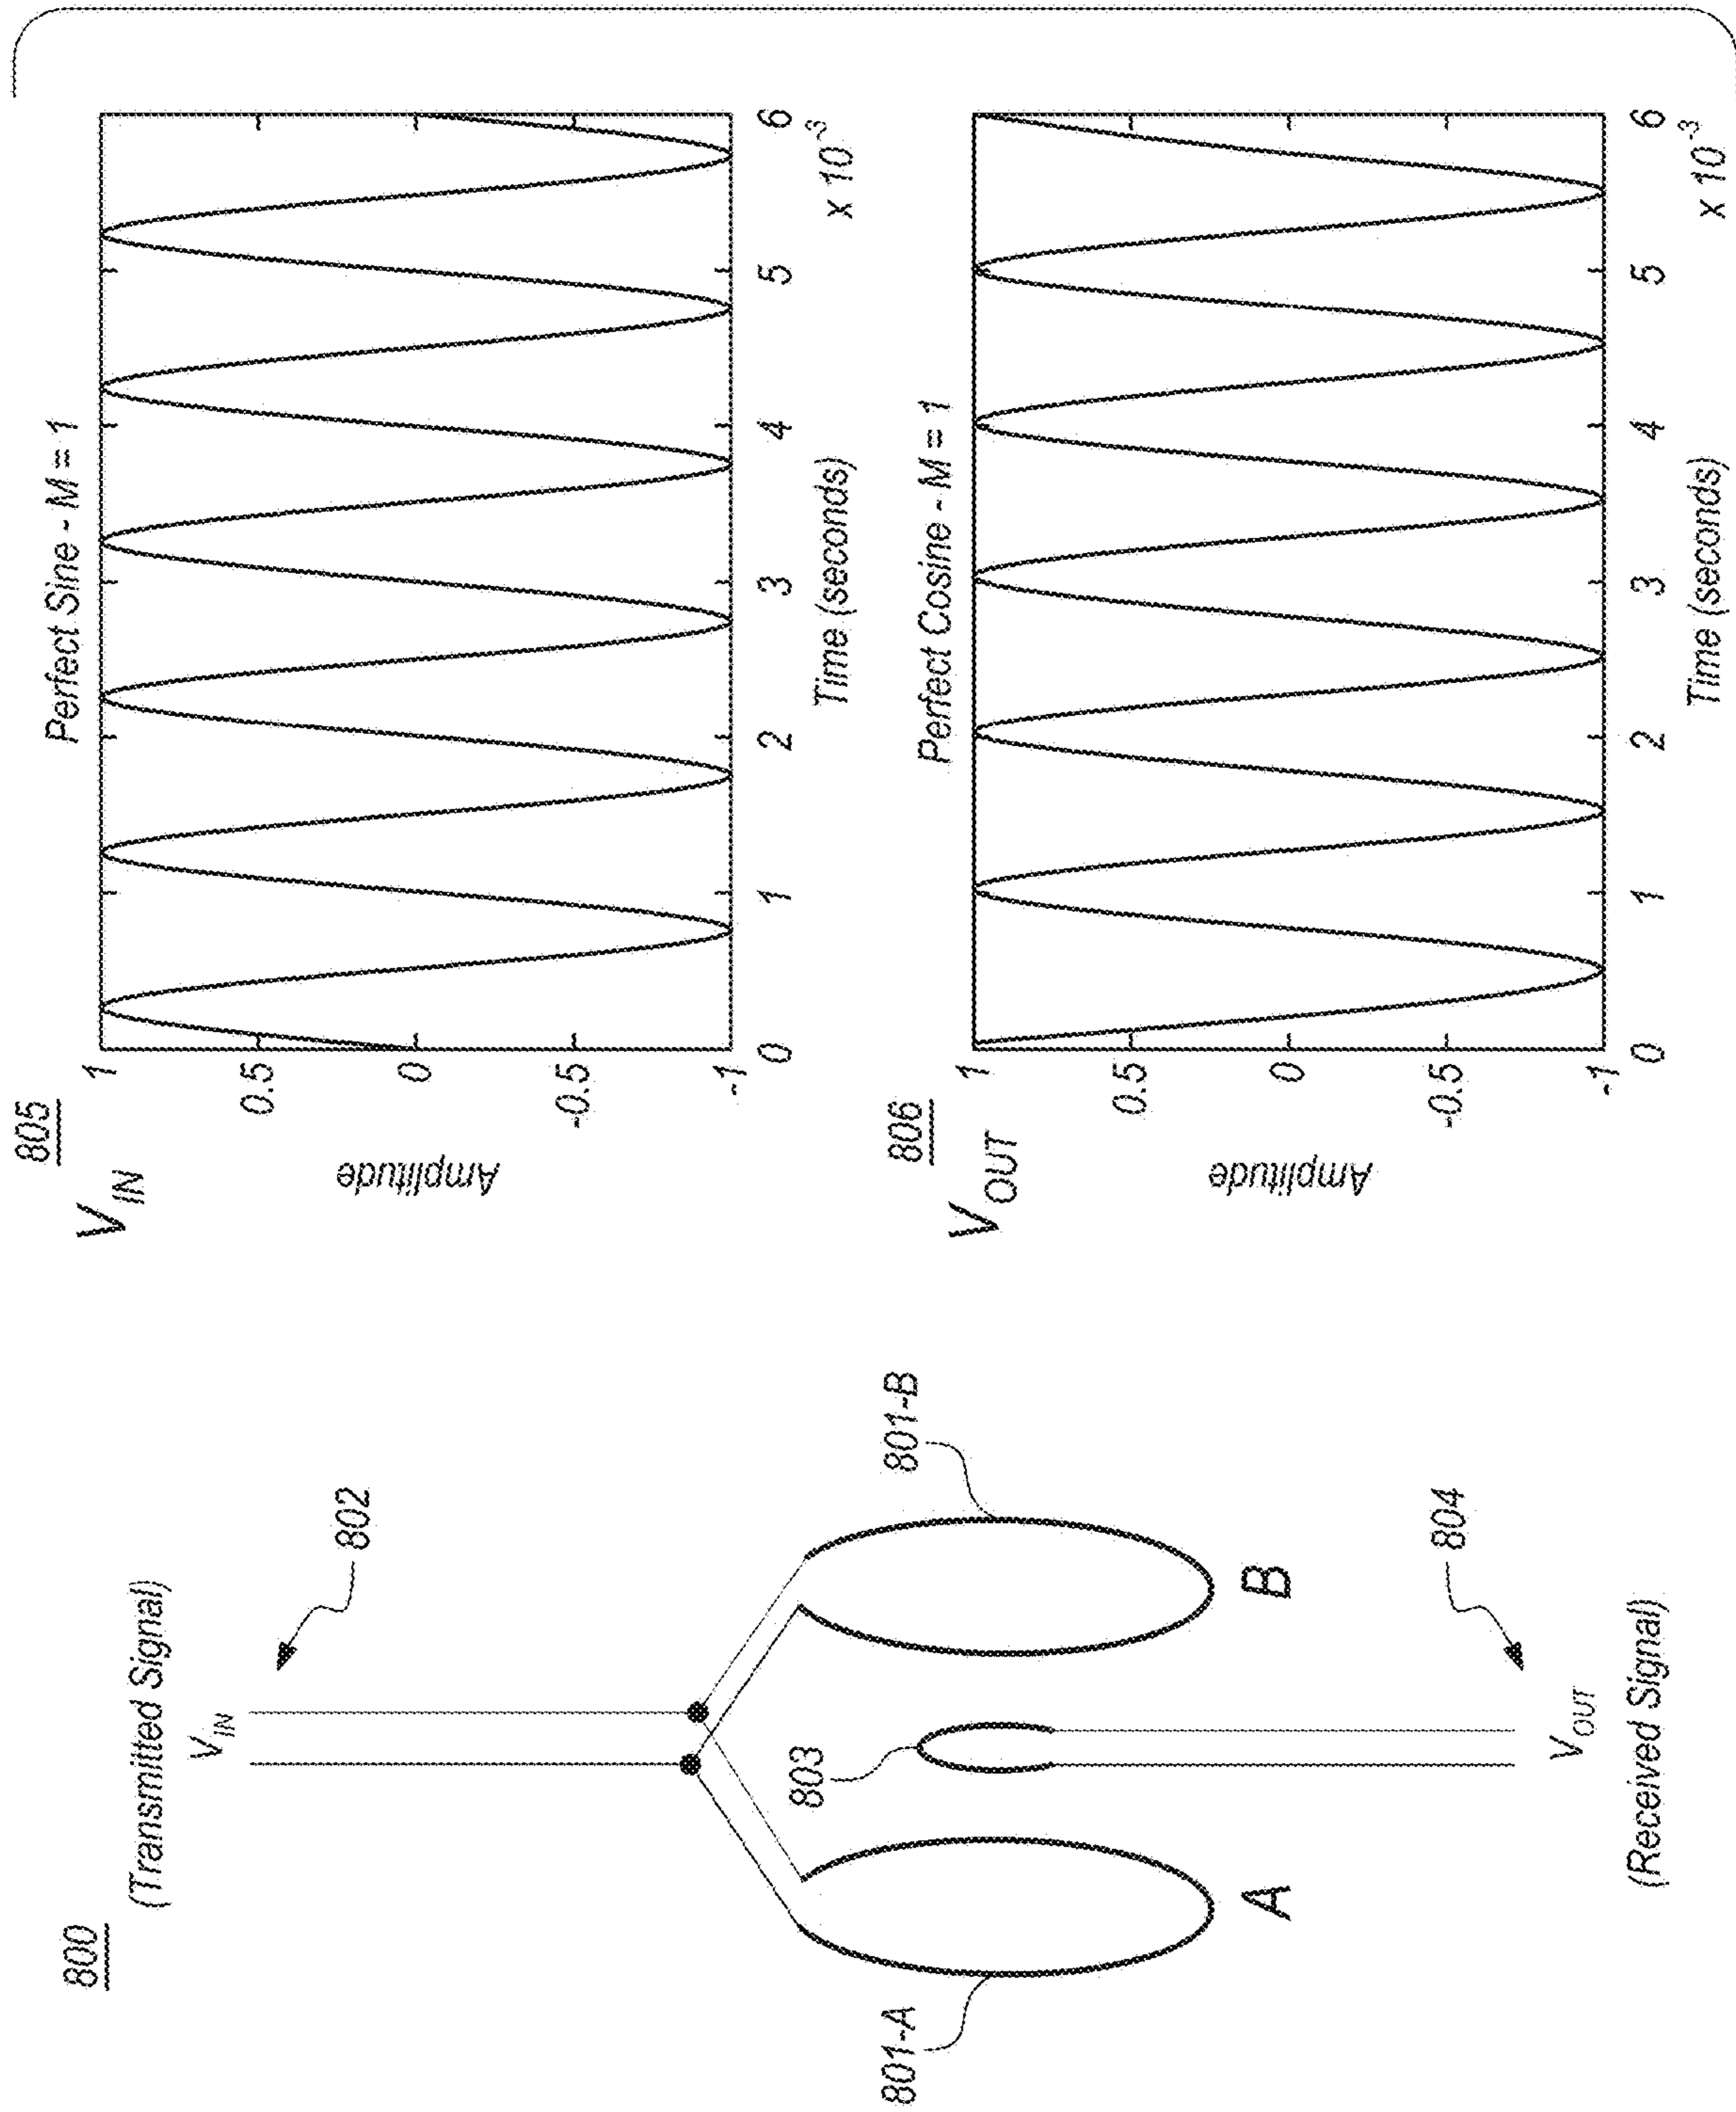 800
(Transmitted Signal)
V_IN
802
803
801-A
801-B
A
B
804
V_OUT
(Received Signal)
805
V_IN
Perfect Sine - M = 1
Amplitude
1
0.5
0
-0.5
-1
0 1 2 3 4 5 6
x 10^-3
Time (seconds)
806
V_OUT
Perfect Cosine - M = 1
Amplitude
1
0.5
0
-0.5
-1
0 1 2 3 4 5 6
x 10^-3
Time (seconds)